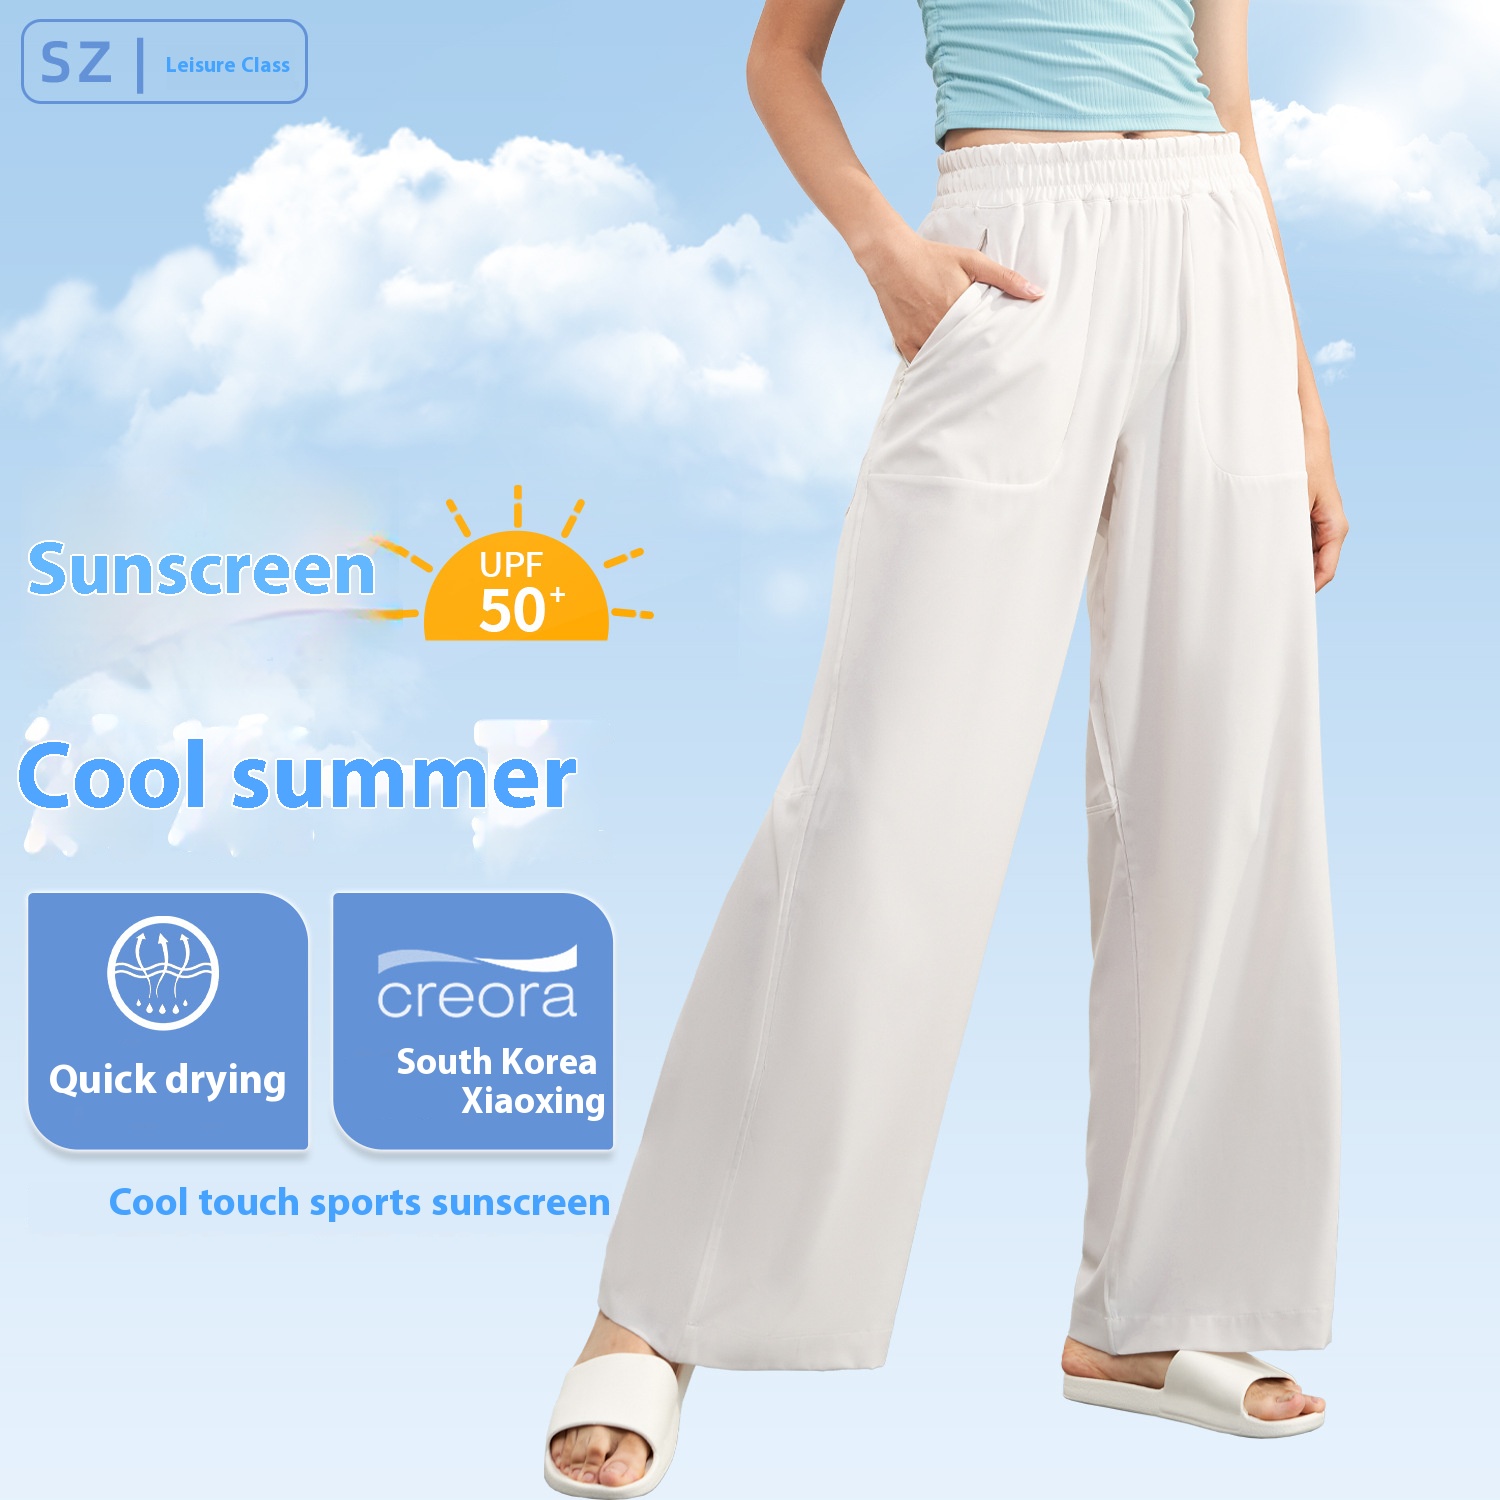 SZ | Leisure Class
Sunscreen
UPF
50+
Cool summer
Quick drying
creora
South Korea
Xiaoxing
Cool touch sports sunscreen